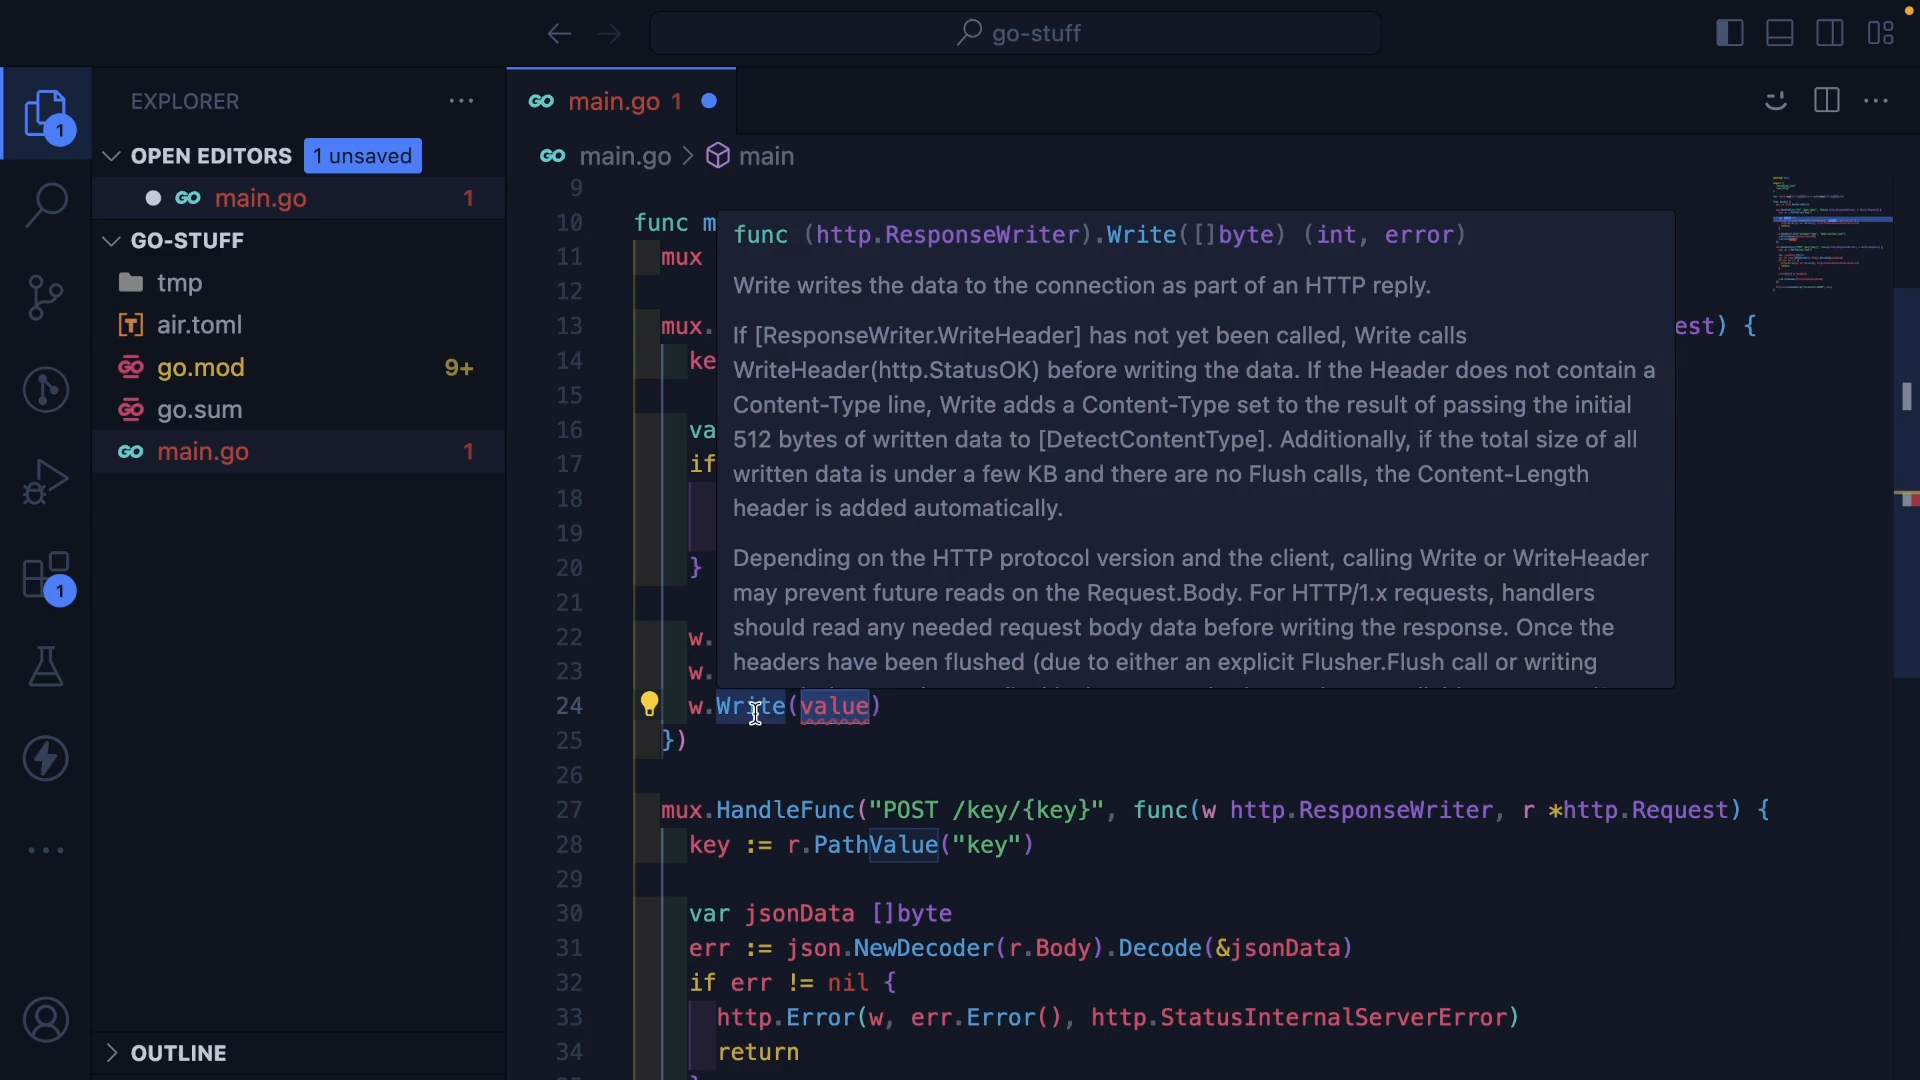 go-stuff
EXPLORER
OPEN EDITORS 1 unsaved
GO main.go 1
GO-STUFF
tmp
air.toml
GO go.mod 9+
GO go.sum
GO main.go 1
OUTLINE
1
1
GO main.go 1
GO main.go > main
9
10 func m
11 mux
12
13 mux. est) {
14 ke
15
16 va
17 if
18
19
20 }
21
22 w.
23 w.
24 w.Write(value)
25 })
26
27 mux.HandleFunc("POST /key/{key}", func(w http.ResponseWriter, r *http.Request) {
28 key := r.PathValue("key")
29
30 var jsonData []byte
31 err := json.NewDecoder(r.Body).Decode(&jsonData)
32 if err != nil {
33 http.Error(w, err.Error(), http.StatusInternalServerError)
34 return
func (http.ResponseWriter).Write([]byte) (int, error)
Write writes the data to the connection as part of an HTTP reply.
If [ResponseWriter.WriteHeader] has not yet been called, Write calls
WriteHeader(http.StatusOK) before writing the data. If the Header does not contain a
Content-Type line, Write adds a Content-Type set to the result of passing the initial
512 bytes of written data to [DetectContentType]. Additionally, if the total size of all
written data is under a few KB and there are no Flush calls, the Content-Length
header is added automatically.
Depending on the HTTP protocol version and the client, calling Write or WriteHeader
may prevent future reads on the Request.Body. For HTTP/1.x requests, handlers
should read any needed request body data before writing the response. Once the
headers have been flushed (due to either an explicit Flusher.Flush call or writing